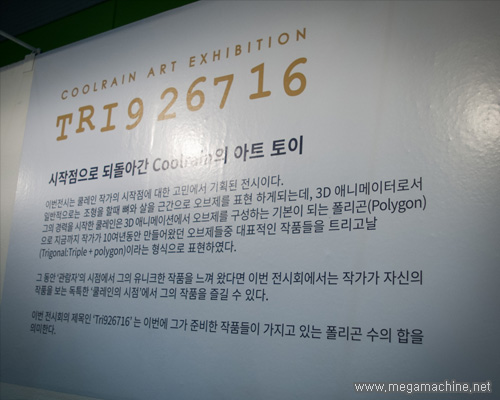 COOLRAIN ART EXHIBITION
TRI926716
시작점으로 되돌아간 Coolrain의 아트 토이
이번전시는 쿨레인 작가의 시작점에 대한 고민에서 기획된 전시이다.
일반적으로는 조형을 할때 뼈와 살을 근간으로 오브제를 표현 하게되는데, 3D 애니메이터로서
그의 경력을 시작한 쿨레인은 3D 애니메이션에서 오브제를 구성하는 기본이 되는 폴리곤(Polygon)
으로 지금까지 작가가 10여년동안 만들어왔던 오브제들중 대표적인 작품들을 트리고날
(Trigonal:Triple + polygon)이라는 형식으로 표현하였다.
그 동안 '관람자'의 시점에서 그의 유니크한 작품을 느껴 왔다면 이번 전시회에서는 작가가 자신의
작품을 보는 독특한 '쿨레인의 시점'에서 그의 작품을 즐길 수 있다.
이번 전시회의 제목인 'Tri926716' 는 이번에 그가 준비한 작품들이 가지고 있는 폴리곤 수의 합을
의미한다.
www.megamachine.net